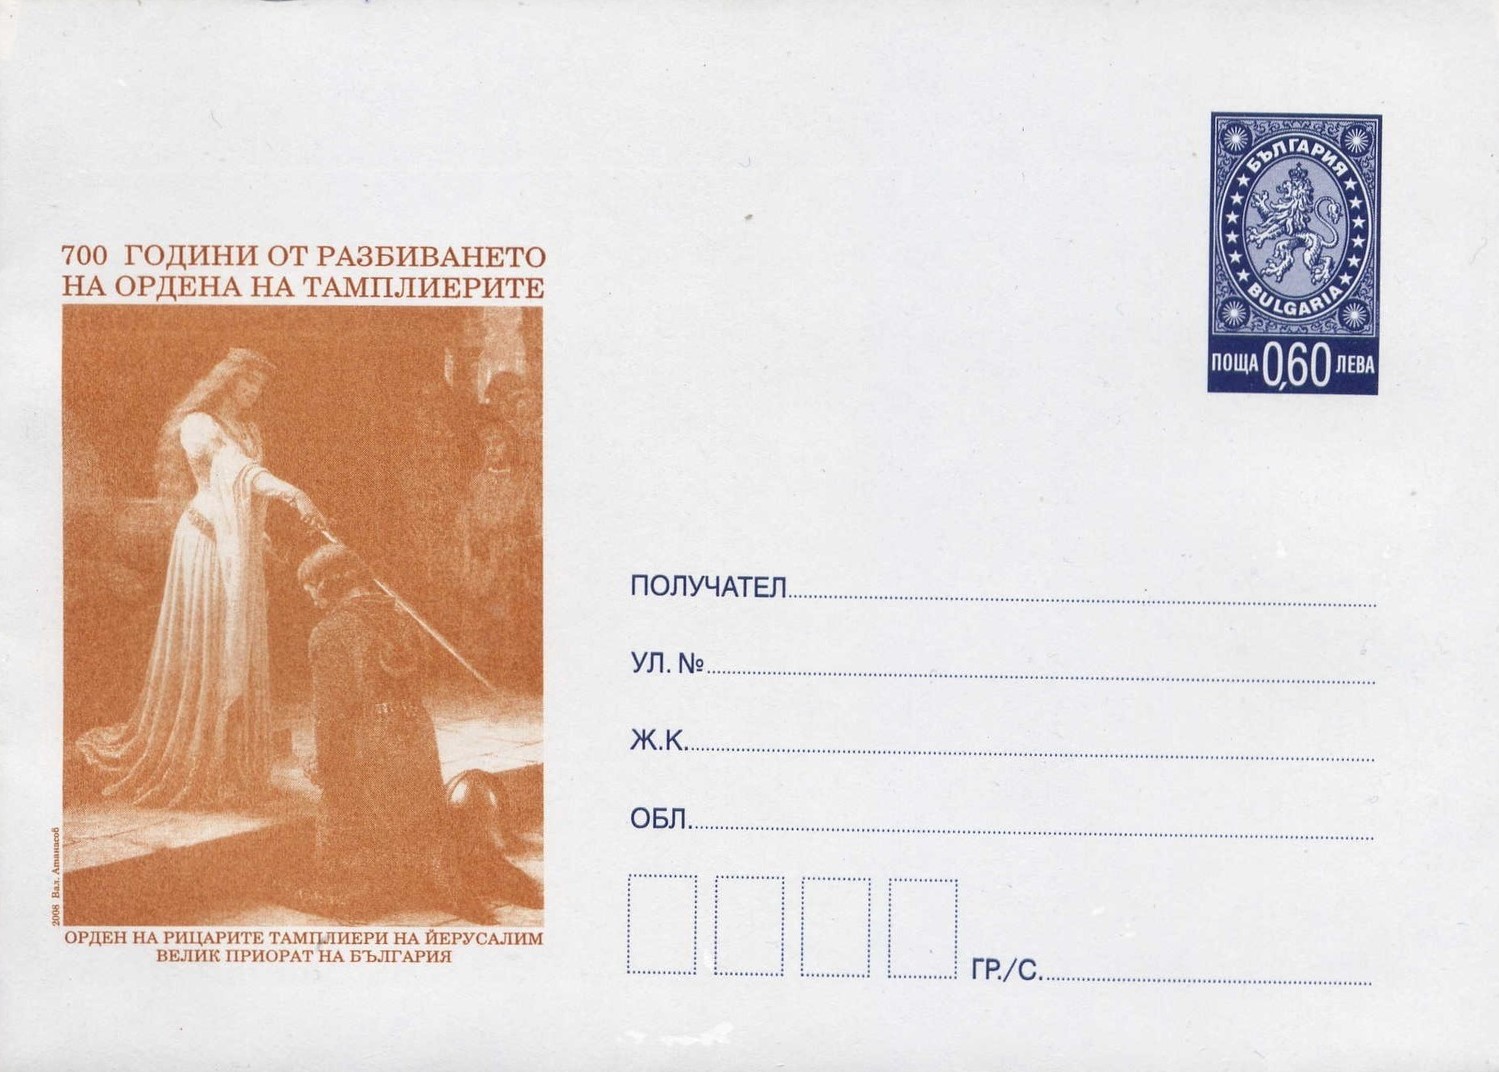 700 ГОДИНИ ОТ РАЗБИВАНЕТО
НА ОРДЕНА НА ТАМПЛИЕРИТЕ
БЪЛГАРИЯ
BULGARIA
ПОЩА 0,60 ЛЕВА
ПОЛУЧАТЕЛ
УЛ. №
Ж.К.
ОБЛ.
ГР./С.
2008 Вал. Атанасов
ОРДЕН НА РИЦАРИТЕ ТАМПЛИЕРИ НА ЙЕРУСАЛИМ
ВЕЛИК ПРИОРАТ НА БЪЛГАРИЯ